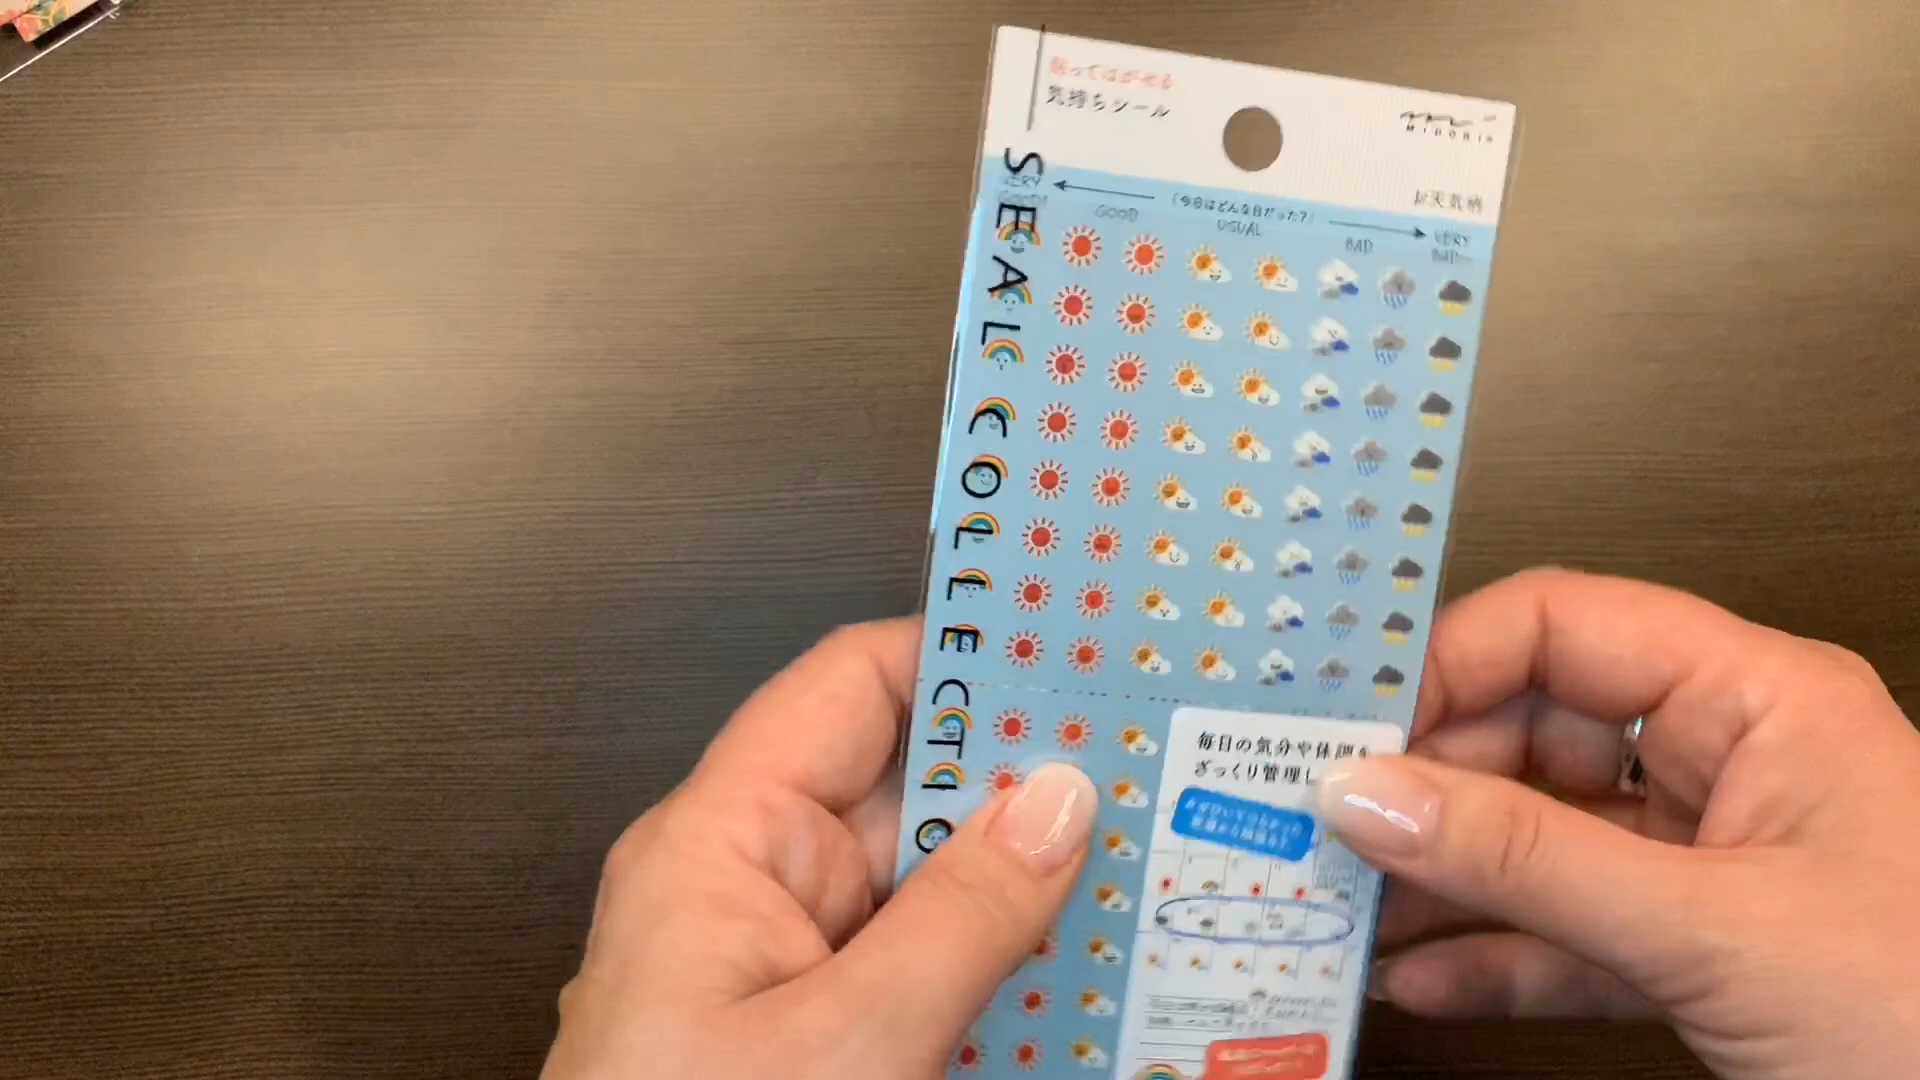 貼ってはがせる
気持ちシール
MIDORI
お天気柄
SEAL COLLECTIO
VERY GOOD!
GOOD
「今日はどんな日だった?」
USUAL
BAD
VERY BAD…
毎日の気分や体調を
ざっくり管理し